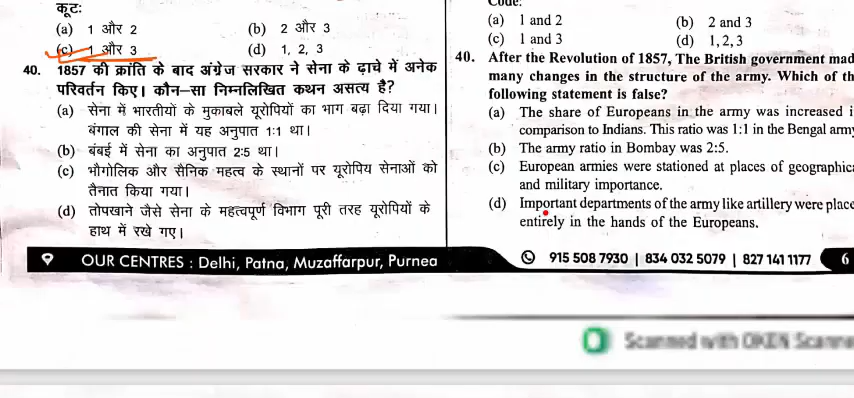 कूट:
(a) 1 और 2 (b) 2 और 3
(c) 1 और 3 (d) 1, 2, 3
40. 1857 की क्रांति के बाद अंग्रेज सरकार ने सेना के ढ़ाचे में अनेक
परिवर्तन किए। कौन-सा निम्नलिखित कथन असत्य है?
(a) सेना में भारतीयों के मुकाबले यूरोपियों का भाग बढ़ा दिया गया।
बंगाल की सेना में यह अनुपात 1:1 था।
(b) बंबई में सेना का अनुपात 2:5 था।
(c) भौगोलिक और सैनिक महत्व के स्थानों पर यूरोपिय सेनाओं को
तैनात किया गया।
(d) तोपखाने जैसे सेना के महत्वपूर्ण विभाग पूरी तरह यूरोपियों के
हाथ में रखे गए।
Code:
(a) 1 and 2 (b) 2 and 3
(c) 1 and 3 (d) 1,2,3
40. After the Revolution of 1857, The British government mad
many changes in the structure of the army. Which of th
following statement is false?
(a) The share of Europeans in the army was increased i
comparison to Indians. This ratio was 1:1 in the Bengal army
(b) The army ratio in Bombay was 2:5.
(c) European armies were stationed at places of geographica
and military importance.
(d) Important departments of the army like artillery were place
entirely in the hands of the Europeans.
OUR CENTRES : Delhi, Patna, Muzaffarpur, Purnea 915 508 7930 | 834 032 5079 | 827 141 1177 6
Scanned with OKEN Scanne